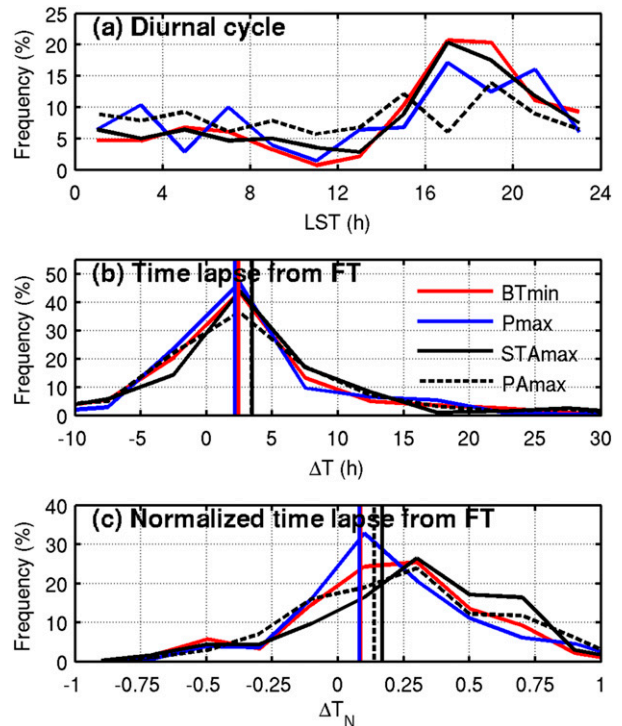 (a) Diurnal cycle
Frequency (%)
25
20
15
10
5
0
0 4 8 12 16 20 24
LST (h)
(b) Time lapse from FT
Frequency (%)
50
40
30
20
10
0
BTmin
Pmax
STAmax
PAmax
-10 -5 0 5 10 15 20 25 30
ΔT (h)
(c) Normalized time lapse from FT
Frequency (%)
40
30
20
10
0
-1 -0.75 -0.5 -0.25 0 0.25 0.5 0.75 1
ΔT_N